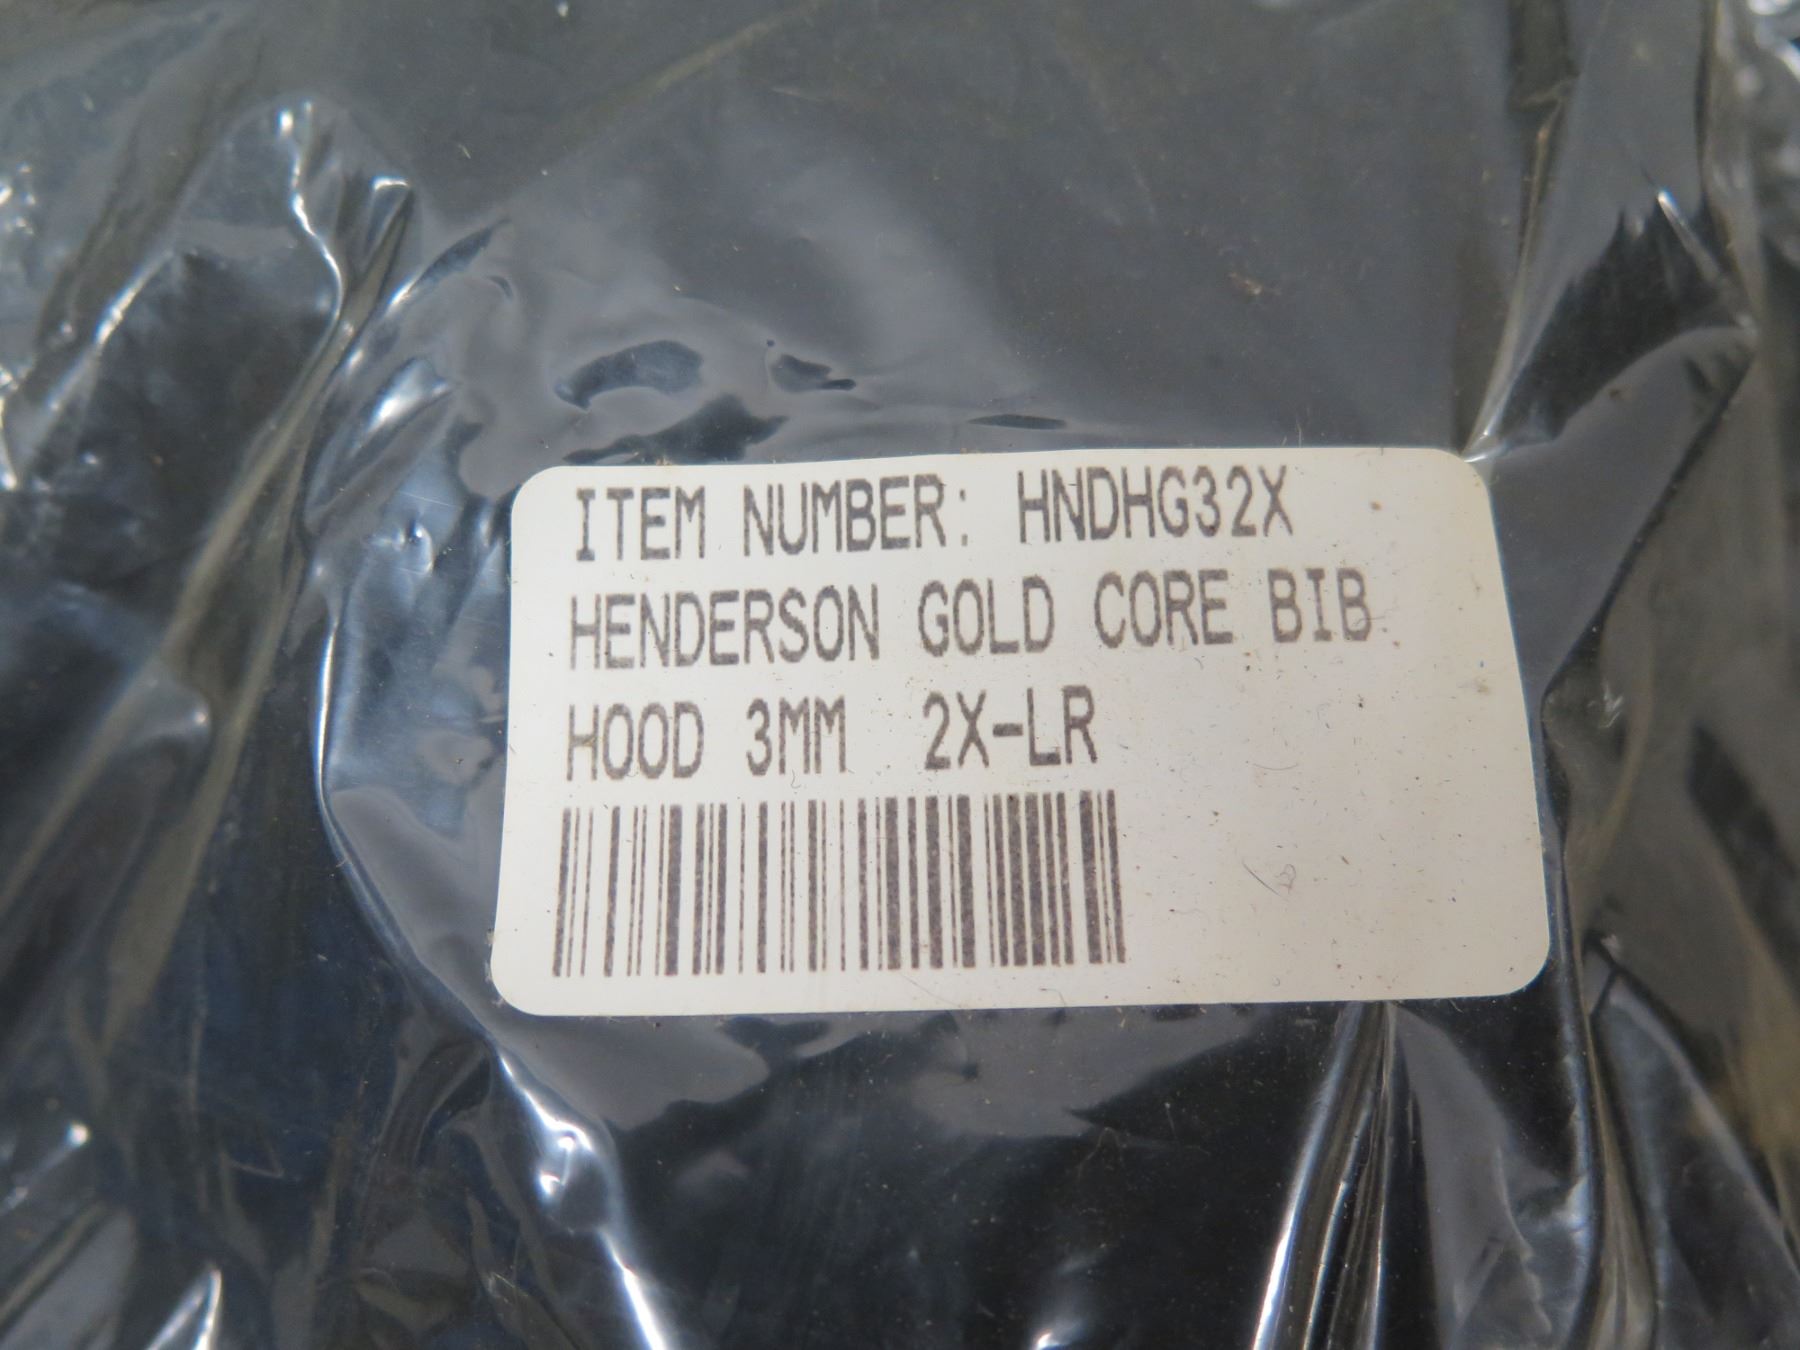 ITEM NUMBER: HNDHG32X
HENDERSON GOLD CORE BIB
HOOD 3MM  2X-LR